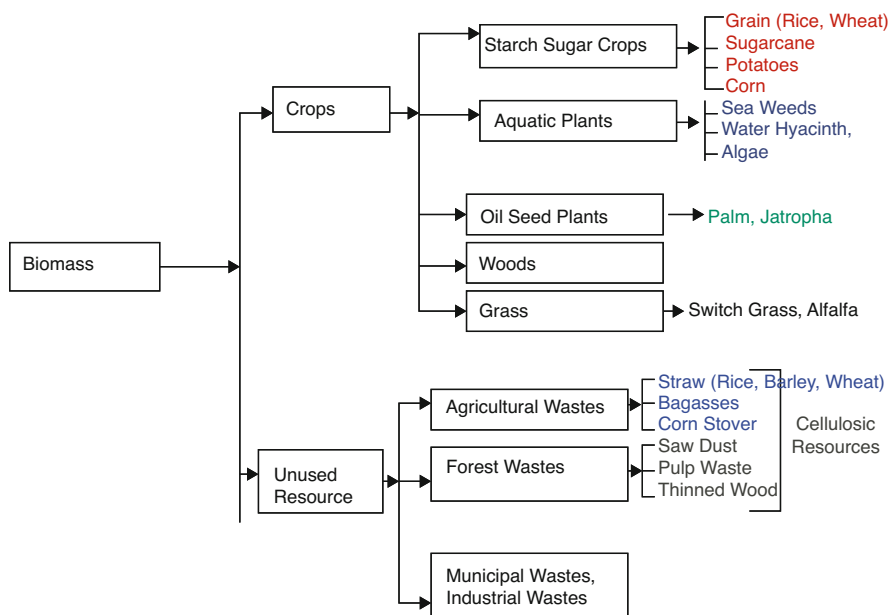 Biomass
Crops
Starch Sugar Crops
Grain (Rice, Wheat)
Sugarcane
Potatoes
Corn
Aquatic Plants
Sea Weeds
Water Hyacinth,
Algae
Oil Seed Plants
Palm, Jatropha
Woods
Grass
Switch Grass, Alfalfa
Unused
Resource
Agricultural Wastes
Straw (Rice, Barley, Wheat)
Bagasses
Corn Stover
Forest Wastes
Saw Dust
Pulp Waste
Thinned Wood
Cellulosic
Resources
Municipal Wastes,
Industrial Wastes